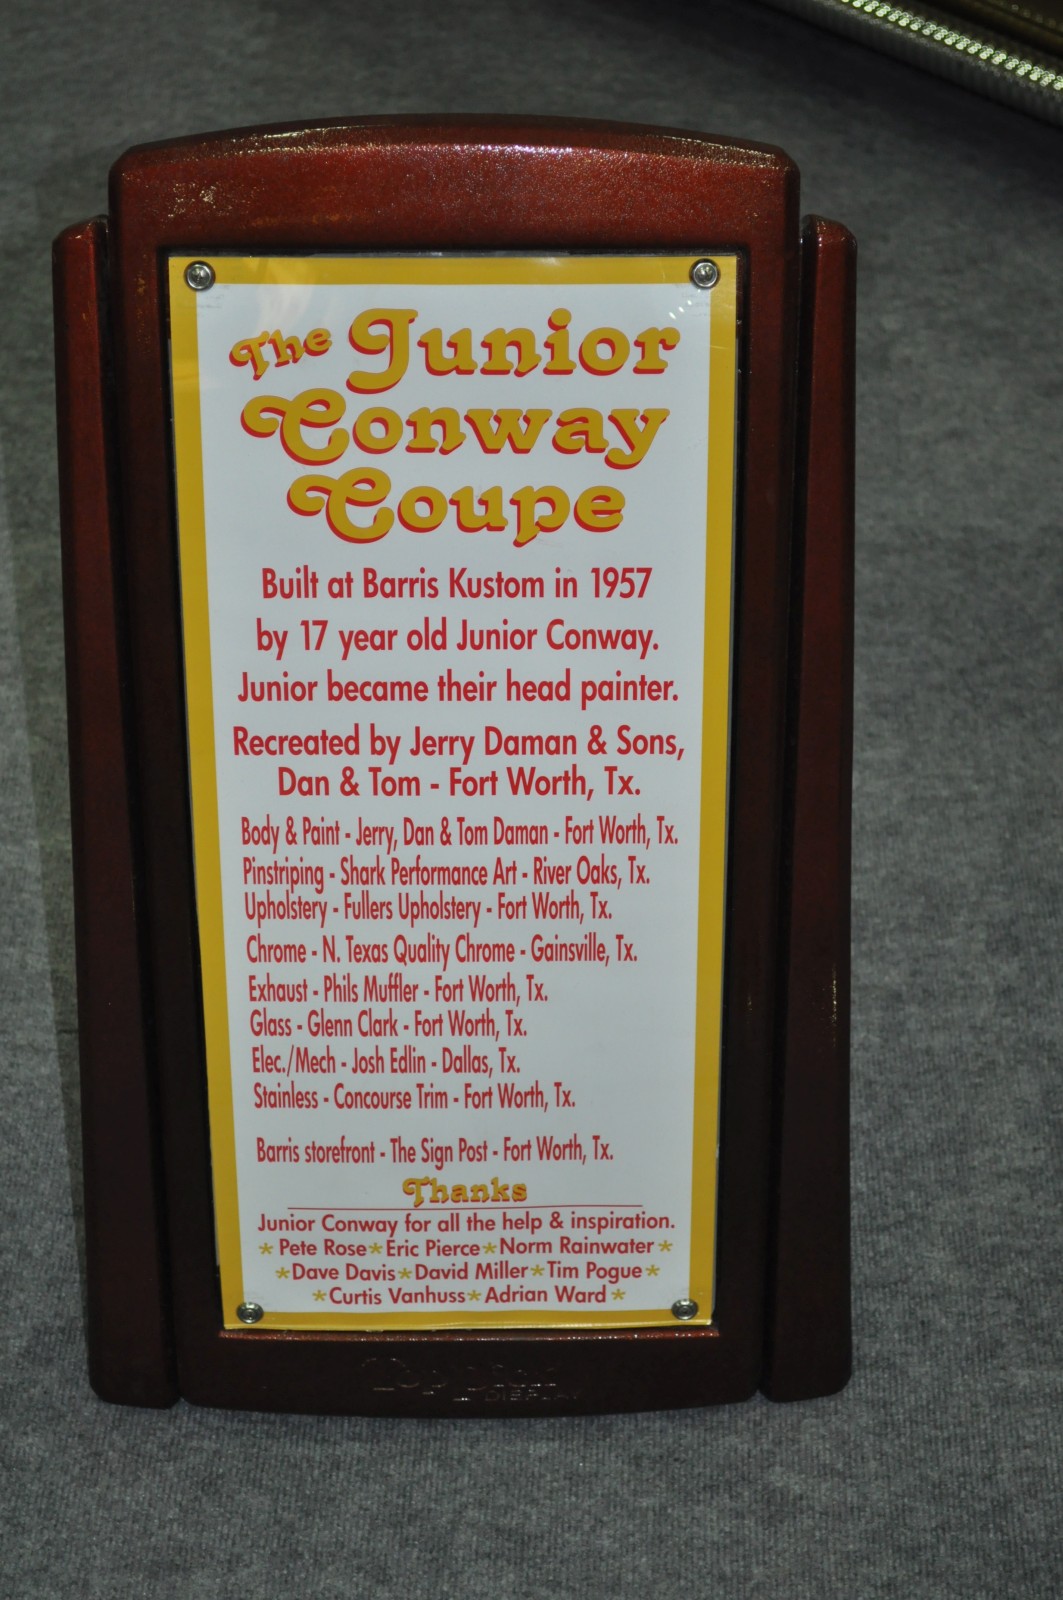 The Junior
Conway
Coupe
Built at Barris Kustom in 1957
by 17 year old Junior Conway.
Junior became their head painter.
Recreated by Jerry Daman & Sons,
Dan & Tom - Fort Worth, Tx.
Body & Paint - Jerry, Dan & Tom Daman - Fort Worth, Tx.
Pinstriping - Shark Performance Art - River Oaks, Tx.
Upholstery - Fullers Upholstery - Fort Worth, Tx.
Chrome - N. Texas Quality Chrome - Gainsville, Tx.
Exhaust - Phils Muffler - Fort Worth, Tx.
Glass - Glenn Clark - Fort Worth, Tx.
Elec./Mech - Josh Edlin - Dallas, Tx.
Stainless - Concourse Trim - Fort Worth, Tx.
Barris storefront - The Sign Post - Fort Worth, Tx.
Thanks
Junior Conway for all the help & inspiration.
* Pete Rose * Eric Pierce * Norm Rainwater *
* Dave Davis * David Miller * Tim Pogue *
* Curtis Vanhuss * Adrian Ward *
DISPLAY